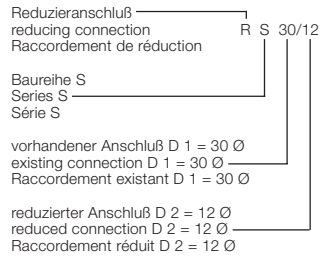 Reduzieranschluß
reducing connection R S 30/12
Raccordement de réduction
Baureihe S
Series S
Série S
vorhandener Anschluß D 1 = 30 Ø
existing connection D 1 = 30 Ø
Raccordement existant D 1 = 30 Ø
reduzierter Anschluß D 2 = 12 Ø
reduced connection D 2 = 12 Ø
Raccordement réduit D 2 = 12 Ø